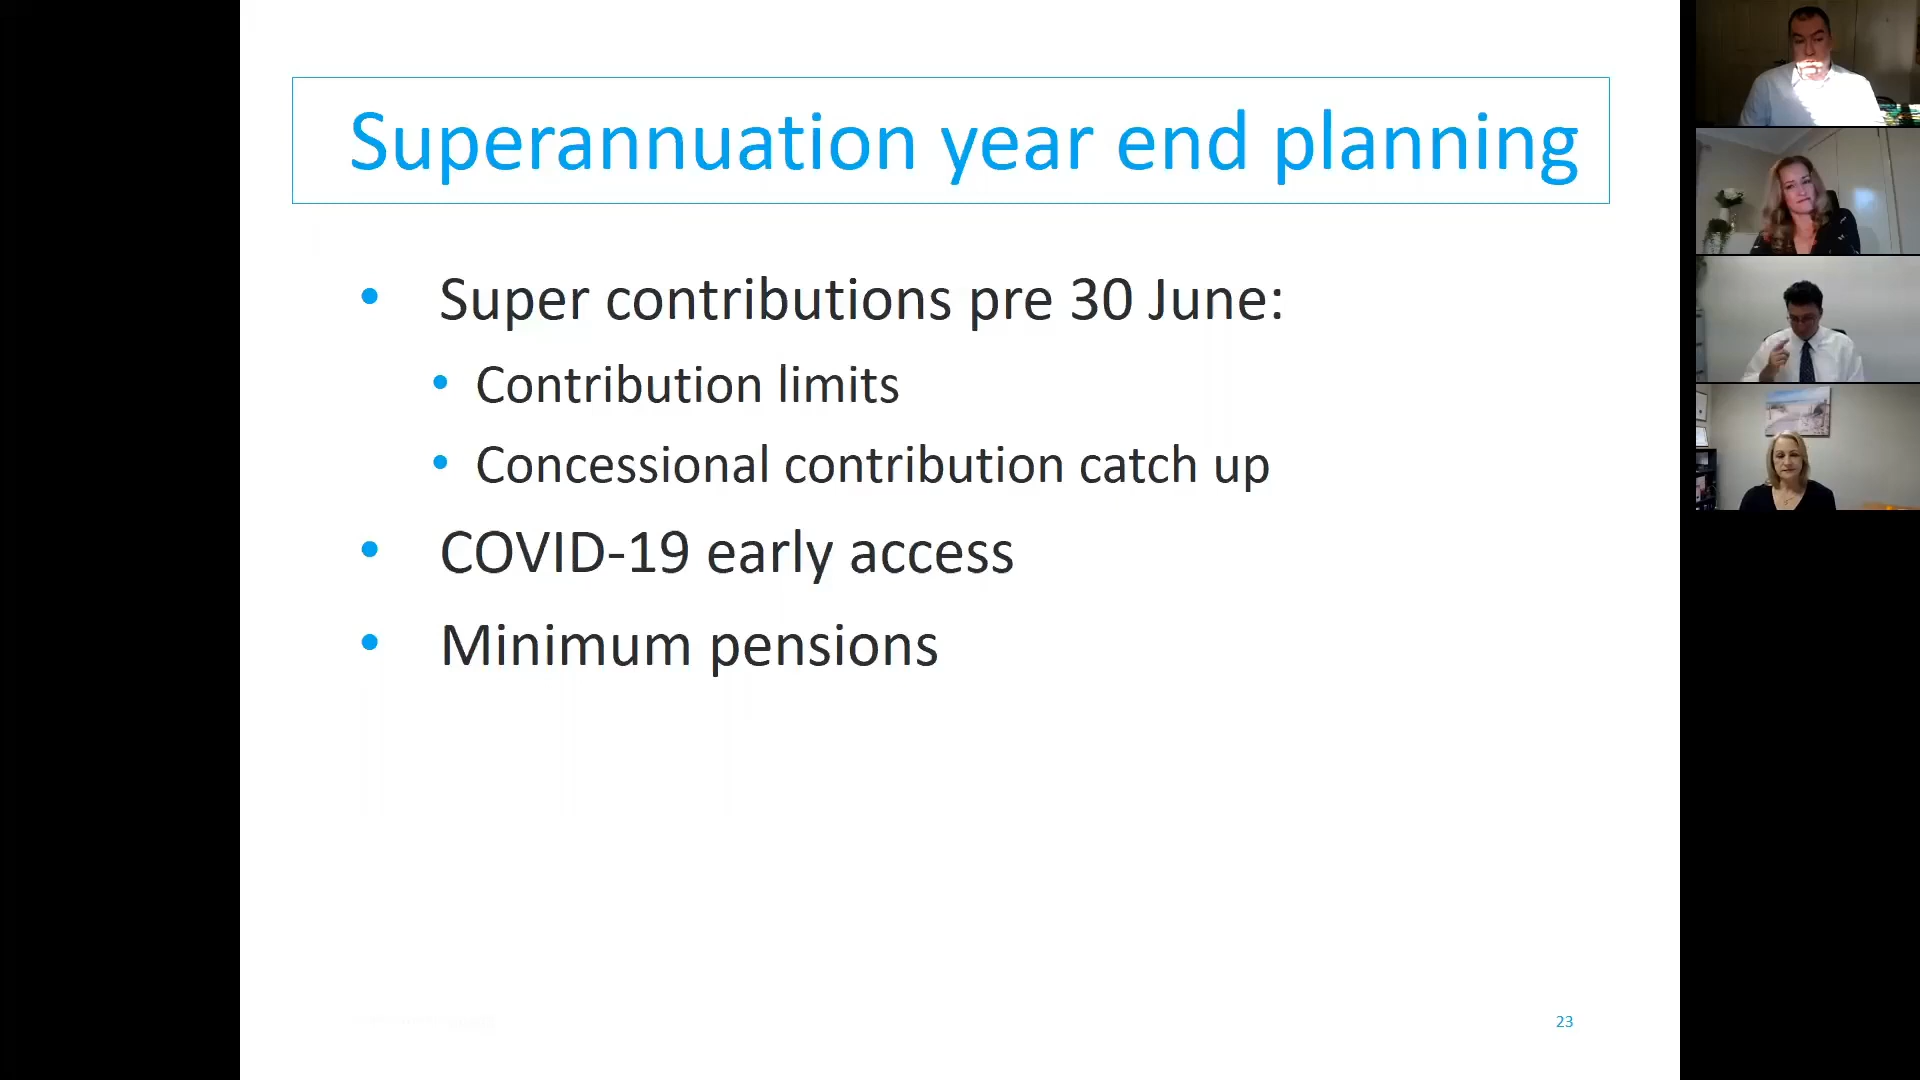 Superannuation year end planning
• Super contributions pre 30 June:
• Contribution limits
• Concessional contribution catch up
• COVID-19 early access
• Minimum pensions
23